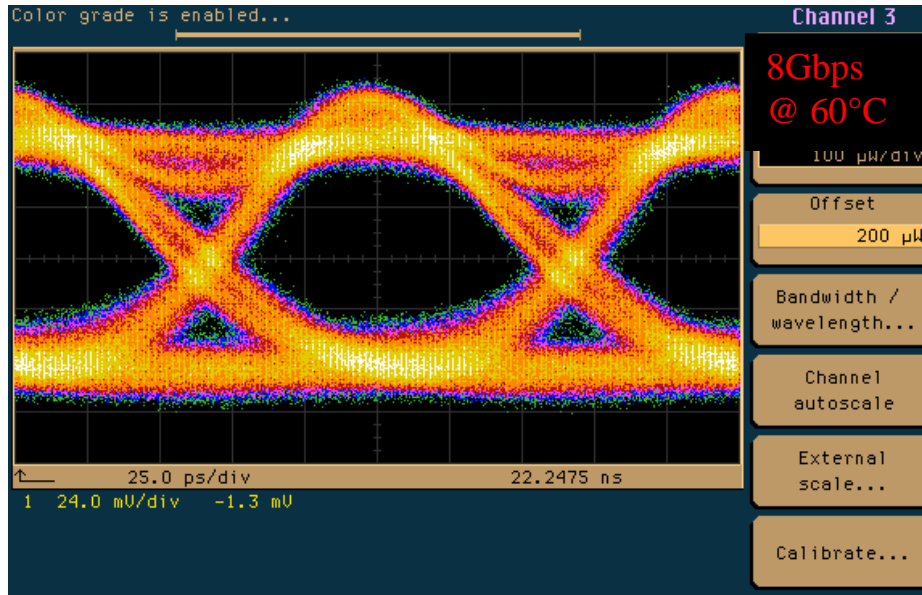 Color grade is enabled...
Channel 3
8Gbps
@ 60°C
100 µW/div
Offset
200 µW
Bandwidth /
wavelength...
Channel
autoscale
External
scale...
Calibrate...
25.0 ps/div 22.2475 ns
1 24.0 mV/div -1.3 mV